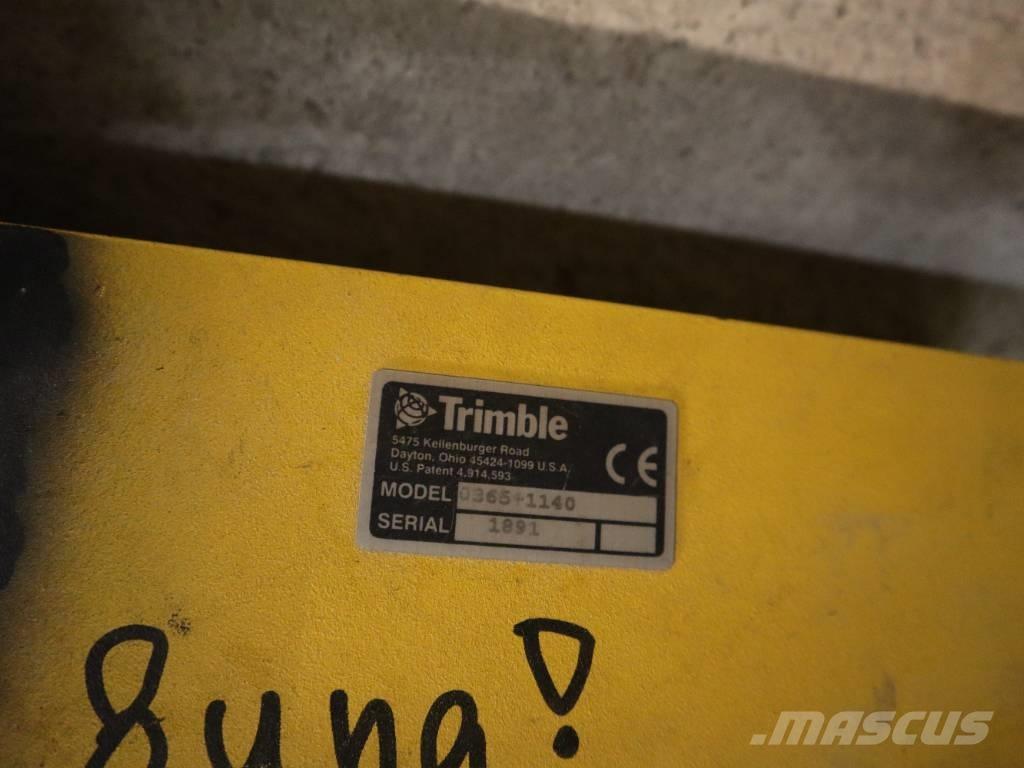 Trimble
5475 Kellenburger Road
Dayton, Ohio 45424-1099 U.S.A.
U.S. Patent 4,914,593
CE
MODEL 0365+1140
SERIAL 1891
MASCUS